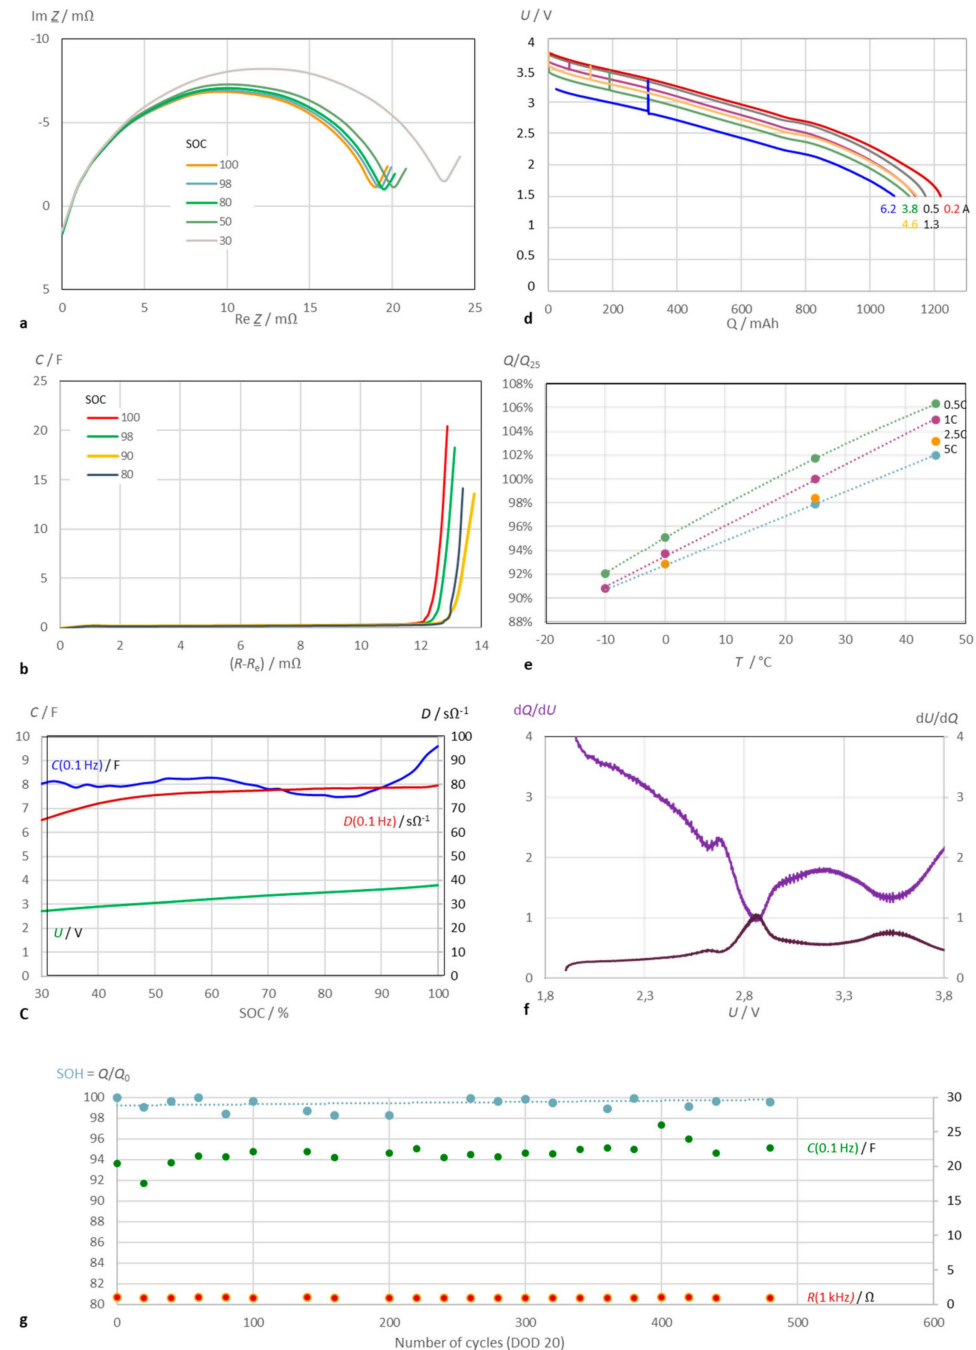 Im Z / mΩ
-10
-5
0
5
SOC
100
98
80
50
30
0 5 10 15 20 25
Re Z / mΩ
a
U / V
4
3.5
3
2.5
2
1.5
1
0.5
0
6.2 3.8 0.5 0.2 A
4.6 1.3
0 200 400 600 800 1000 1200
Q / mAh
d
C / F
25
20
15
10
5
0
SOC
100
98
90
80
0 2 4 6 8 10 12 14
(R-Re) / mΩ
b
Q/Q25
108%
106%
104%
102%
100%
98%
96%
94%
92%
90%
88%
0.5C
1C
2.5C
5C
-20 -10 0 10 20 30 40 50
T / °C
e
C / F
D / sΩ-1
10
9
8
7
6
5
4
3
2
1
0
C(0.1 Hz) / F
D(0.1 Hz) / sΩ-1
U / V
100
90
80
70
60
50
40
30
20
10
0
30 40 50 60 70 80 90 100
SOC / %
C
dQ/dU
dU/dQ
4
3
2
1
0
4
3
2
1
0
1,8 2,3 2,8 3,3 3,8
U / V
f
SOH = Q/Q0
100
98
96
94
92
90
88
86
84
82
80
30
25
20
15
10
5
0
C(0.1 Hz) / F
R(1 kHz) / Ω
0 100 200 300 400 500 600
Number of cycles (DOD 20)
g